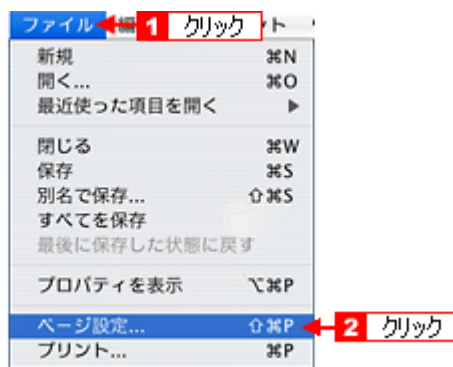 ファイル 1 クリック ト
新規 ⌘N
開く... ⌘O
最近使った項目を開く ▶
閉じる ⌘W
保存 ⌘S
別名で保存... ⇧⌘S
すべてを保存
最後に保存した状態に戻す
プロパティを表示 ⌥⌘P
ページ設定... ⇧⌘P 2 クリック
プリント... ⌘P